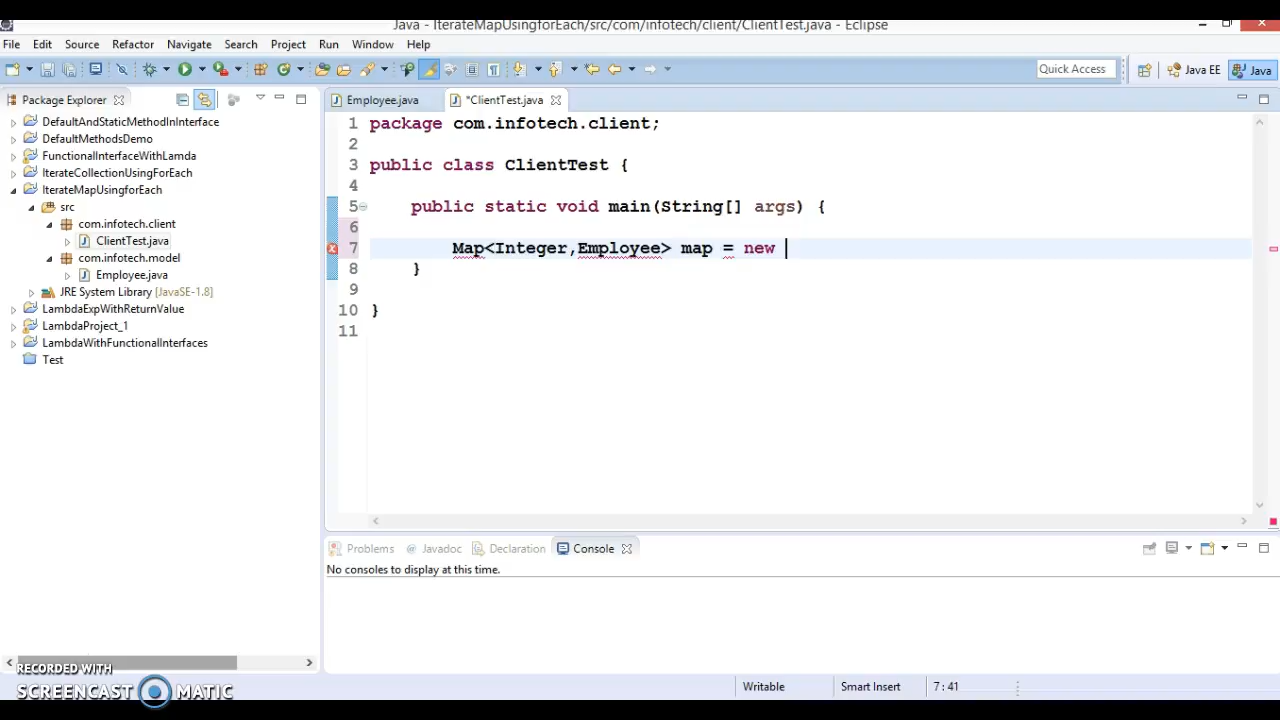 Java - IterateMapUsingforEach/src/com/infotech/client/ClientTest.java - Eclipse
File Edit Source Refactor Navigate Search Project Run Window Help
Quick Access
Java EE
Java
Package Explorer
DefaultAndStaticMethodInInterface
DefaultMethodsDemo
FunctionalInterfaceWithLamda
IterateCollectionUsingForEach
IterateMapUsingforEach
src
com.infotech.client
ClientTest.java
com.infotech.model
Employee.java
JRE System Library [JavaSE-1.8]
LambdaExpWithReturnValue
LambdaProject_1
LambdaWithFunctionalInterfaces
Test
Employee.java
*ClientTest.java
1 package com.infotech.client;
2
3 public class ClientTest {
4
5 public static void main(String[] args) {
6
7 Map<Integer,Employee> map = new
8 }
9
10 }
11
Problems @ Javadoc Declaration Console
No consoles to display at this time.
Writable Smart Insert 7 : 41
RECORDED WITH
SCREENCAST MATIC